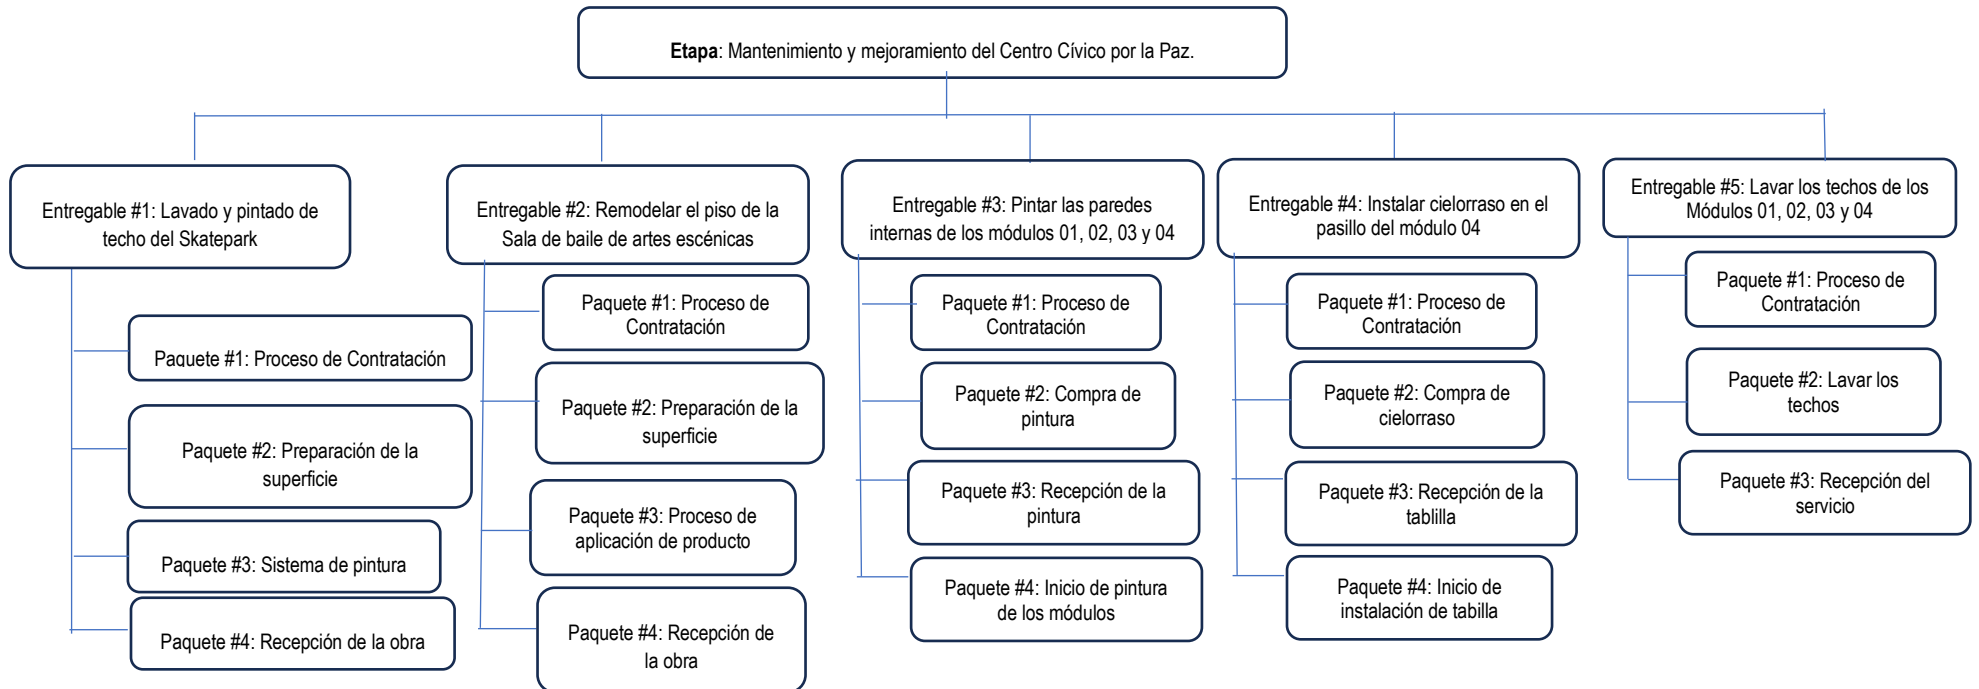 Etapa: Mantenimiento y mejoramiento del Centro Cívico por la Paz.
Entregable #1: Lavado y pintado de
techo del Skatepark
Paquete #1: Proceso de Contratación
Paquete #2: Preparación de la
superficie
Paquete #3: Sistema de pintura
Paquete #4: Recepción de la obra
Entregable #2: Remodelar el piso de la
Sala de baile de artes escénicas
Paquete #1: Proceso de
Contratación
Paquete #2: Preparación de la
superficie
Paquete #3: Proceso de
aplicación de producto
Paquete #4: Recepción de
la obra
Entregable #3: Pintar las paredes
internas de los módulos 01, 02, 03 y 04
Paquete #1: Proceso de
Contratación
Paquete #2: Compra de
pintura
Paquete #3: Recepción de la
pintura
Paquete #4: Inicio de pintura
de los módulos
Entregable #4: Instalar cielorraso en el
pasillo del módulo 04
Paquete #1: Proceso de
Contratación
Paquete #2: Compra de
cielorraso
Paquete #3: Recepción de la
tablilla
Paquete #4: Inicio de
instalación de tabilla
Entregable #5: Lavar los techos de los
Módulos 01, 02, 03 y 04
Paquete #1: Proceso de
Contratación
Paquete #2: Lavar los
techos
Paquete #3: Recepción del
servicio